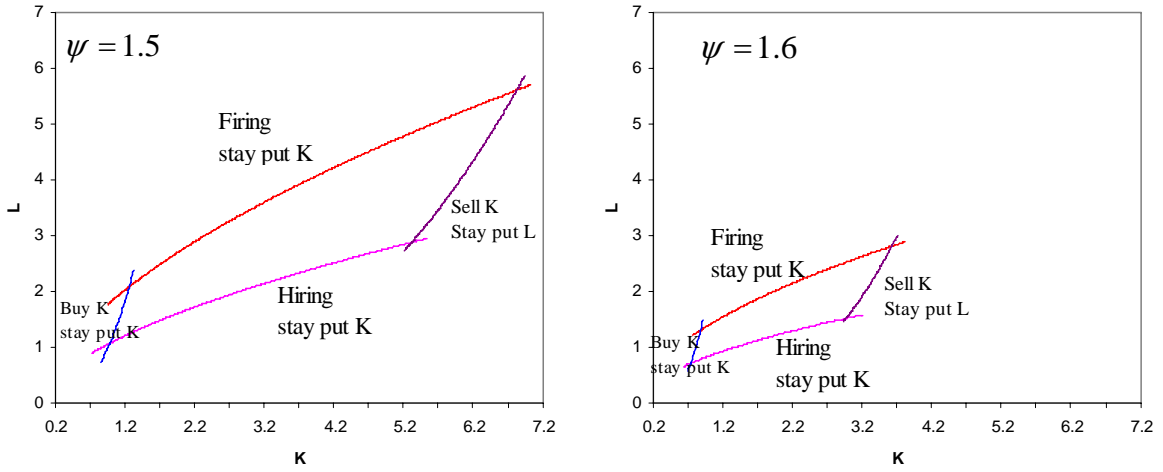 ψ = 1.5
7
6
5
4
3
2
1
0
L
Firing
stay put K
Sell K
Stay put L
Hiring
stay put K
Buy K
stay put K
0.2 1.2 2.2 3.2 4.2 5.2 6.2 7.2
K
ψ = 1.6
7
6
5
4
3
2
1
0
L
Firing
stay put K
Sell K
Stay put L
Buy K
stay put K
Hiring
stay put K
0.2 1.2 2.2 3.2 4.2 5.2 6.2 7.2
K